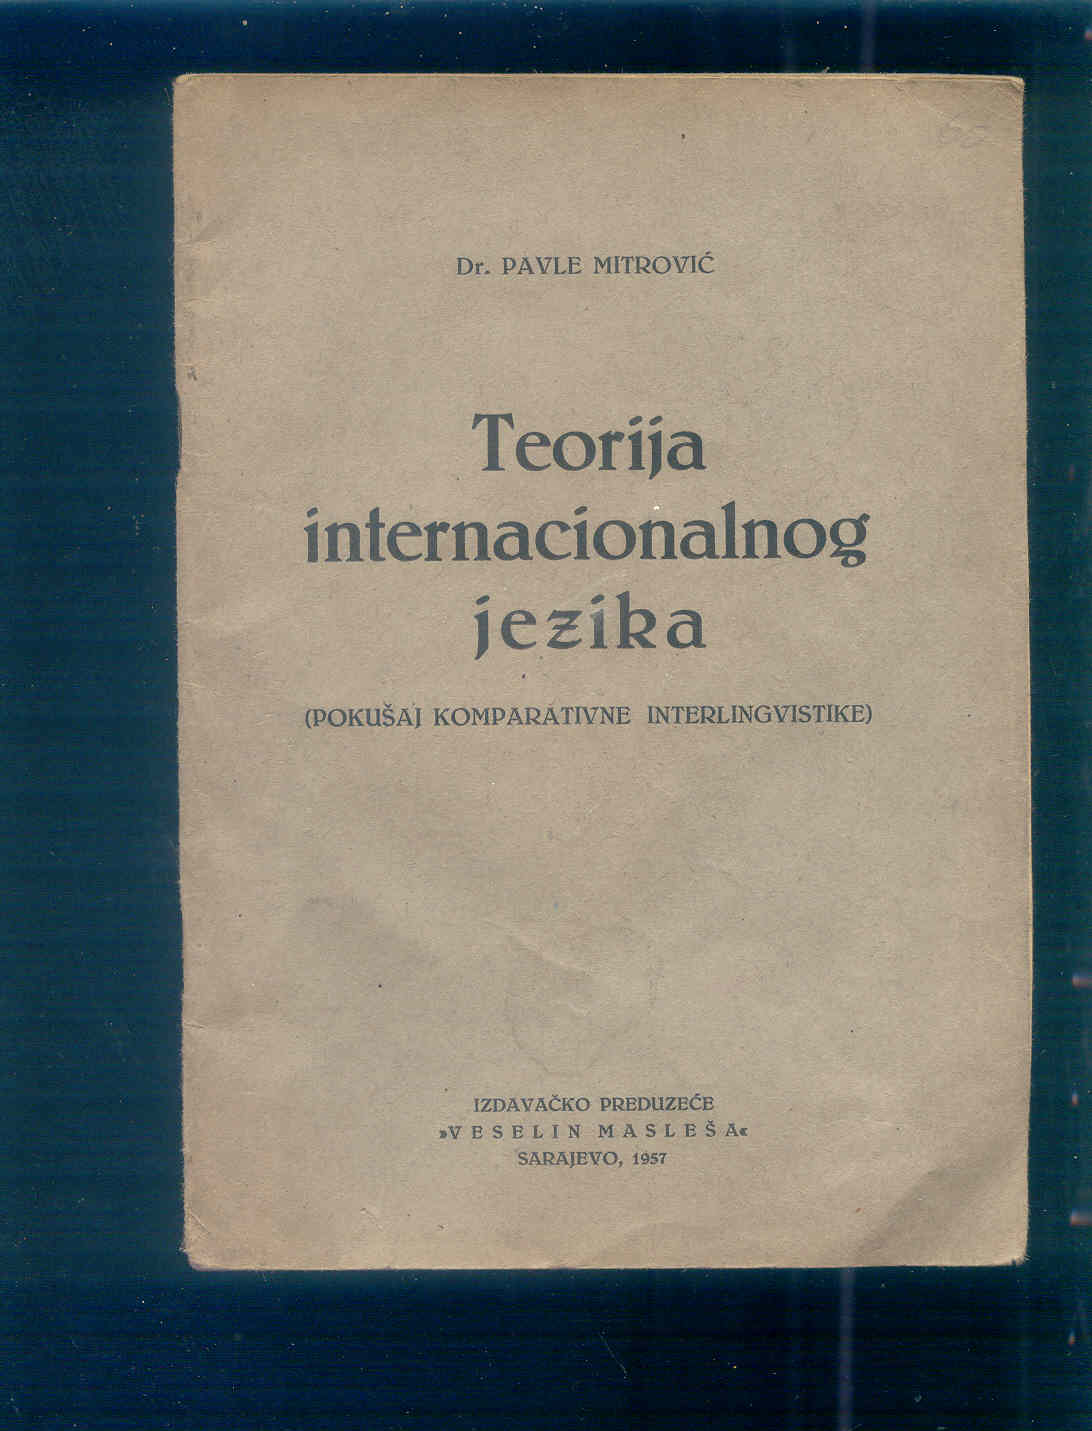 Dr. PAVLE MITROVIĆ
Teorija
internacionalnog
jezika
(POKUŠAJ KOMPARATIVNE INTERLINGVISTIKE)
IZDAVAČKO PREDUZEĆE
»VESELIN MASLEŠA«
SARAJEVO, 1957